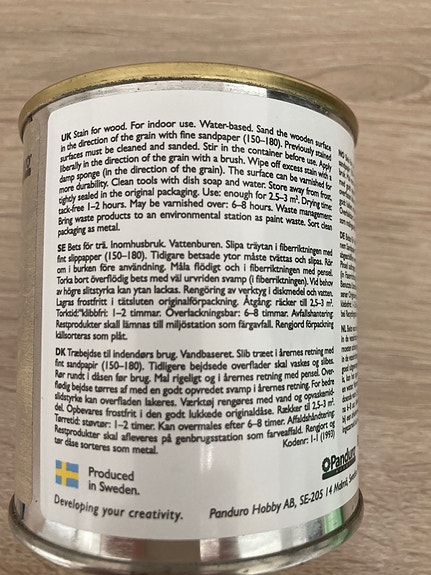 UK Stain for wood. For indoor use. Water-based. Sand the wooden surface
in the direction of the grain with fine sandpaper (150–180). Previously stained
surfaces must be cleaned and sanded. Stir in the container before use. Apply
liberally in the direction of the grain with a brush. Wipe off excess stain with a
damp sponge (in the direction of the grain). The surface can be varnished for
more durability. Clean tools with dish soap and water. Store away from frost,
tightly sealed in the original packaging. Use: enough for 2.5–3 m². Drying time
tack-free 1–2 hours. May be varnished over: 6–8 hours. Waste management:
Bring waste products to an environmental station as paint waste. Sort clean
packaging as metal.
SE Bets för trä. Inomhusbruk. Vattenburen. Slipa träytan i fiberriktningen med
fint slippapper (150–180). Tidigare betsade ytor måste tvättas och slipas. Rör
om i burken före användning. Måla flödigt och i fiberriktningen med pensel.
Torka bort överflödig bets med väl urvriden svamp (i fiberriktningen). Vid behov
av högre slitstyrka kan ytan lackas. Rengöring av verktyg i diskmedel och vatten.
Lagras frostfritt i tätsluten originalförpackning. Åtgång: räcker till 2.5–3 m².
Torktid:"klibbfri: 1–2 timmar. Överlackningsbar: 6–8 timmar. Avfallshantering:
Restprodukter skall lämnas till miljöstation som färgavfall. Rengjord förpackning
källsorteras som plåt.
DK Træbejdse til indendørs brug. Vandbaseret. Slib træet i årernes retning med
fint sandpapir (150–180). Tidligere bejdsede overflader skal vaskes og slibes.
Rør rundt i dåsen før brug. Mal rigeligt og i årernes retning med pensel. Over-
flødig bejdse tørres af med en godt opvredet svamp i årernes retning. For bedre
slidstyrke kan overfladen lakeres. Værktøj rengøres med vand og opvaskemid-
del. Opbevares frostfrit i den godt lukkede originaldåse. Rækker til 2.5–3 m².
Tørretid: støvtør: 1–2 timer. Kan overmales efter 6–8 timer. Affaldshåndtering:
Restprodukter skal afleveres på genbrugsstation som farveaffald. Rengjort og
tør dåse sorteres som metal.
Kodenr: 1-1 (1993)
Produced
in Sweden.
Developing your creativity.
Panduro
Panduro Hobby AB, SE-205 14 Malmö,